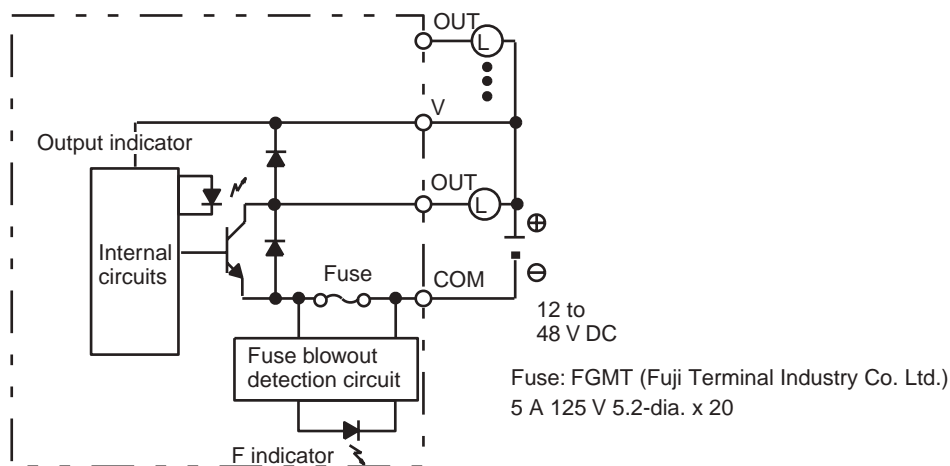 OUT
L
V
Output indicator
OUT
L
⊕
Internal
circuits
Fuse
COM
⊖
12 to
48 V DC
Fuse blowout
detection circuit
Fuse: FGMT (Fuji Terminal Industry Co. Ltd.)
5 A 125 V 5.2-dia. x 20
F indicator